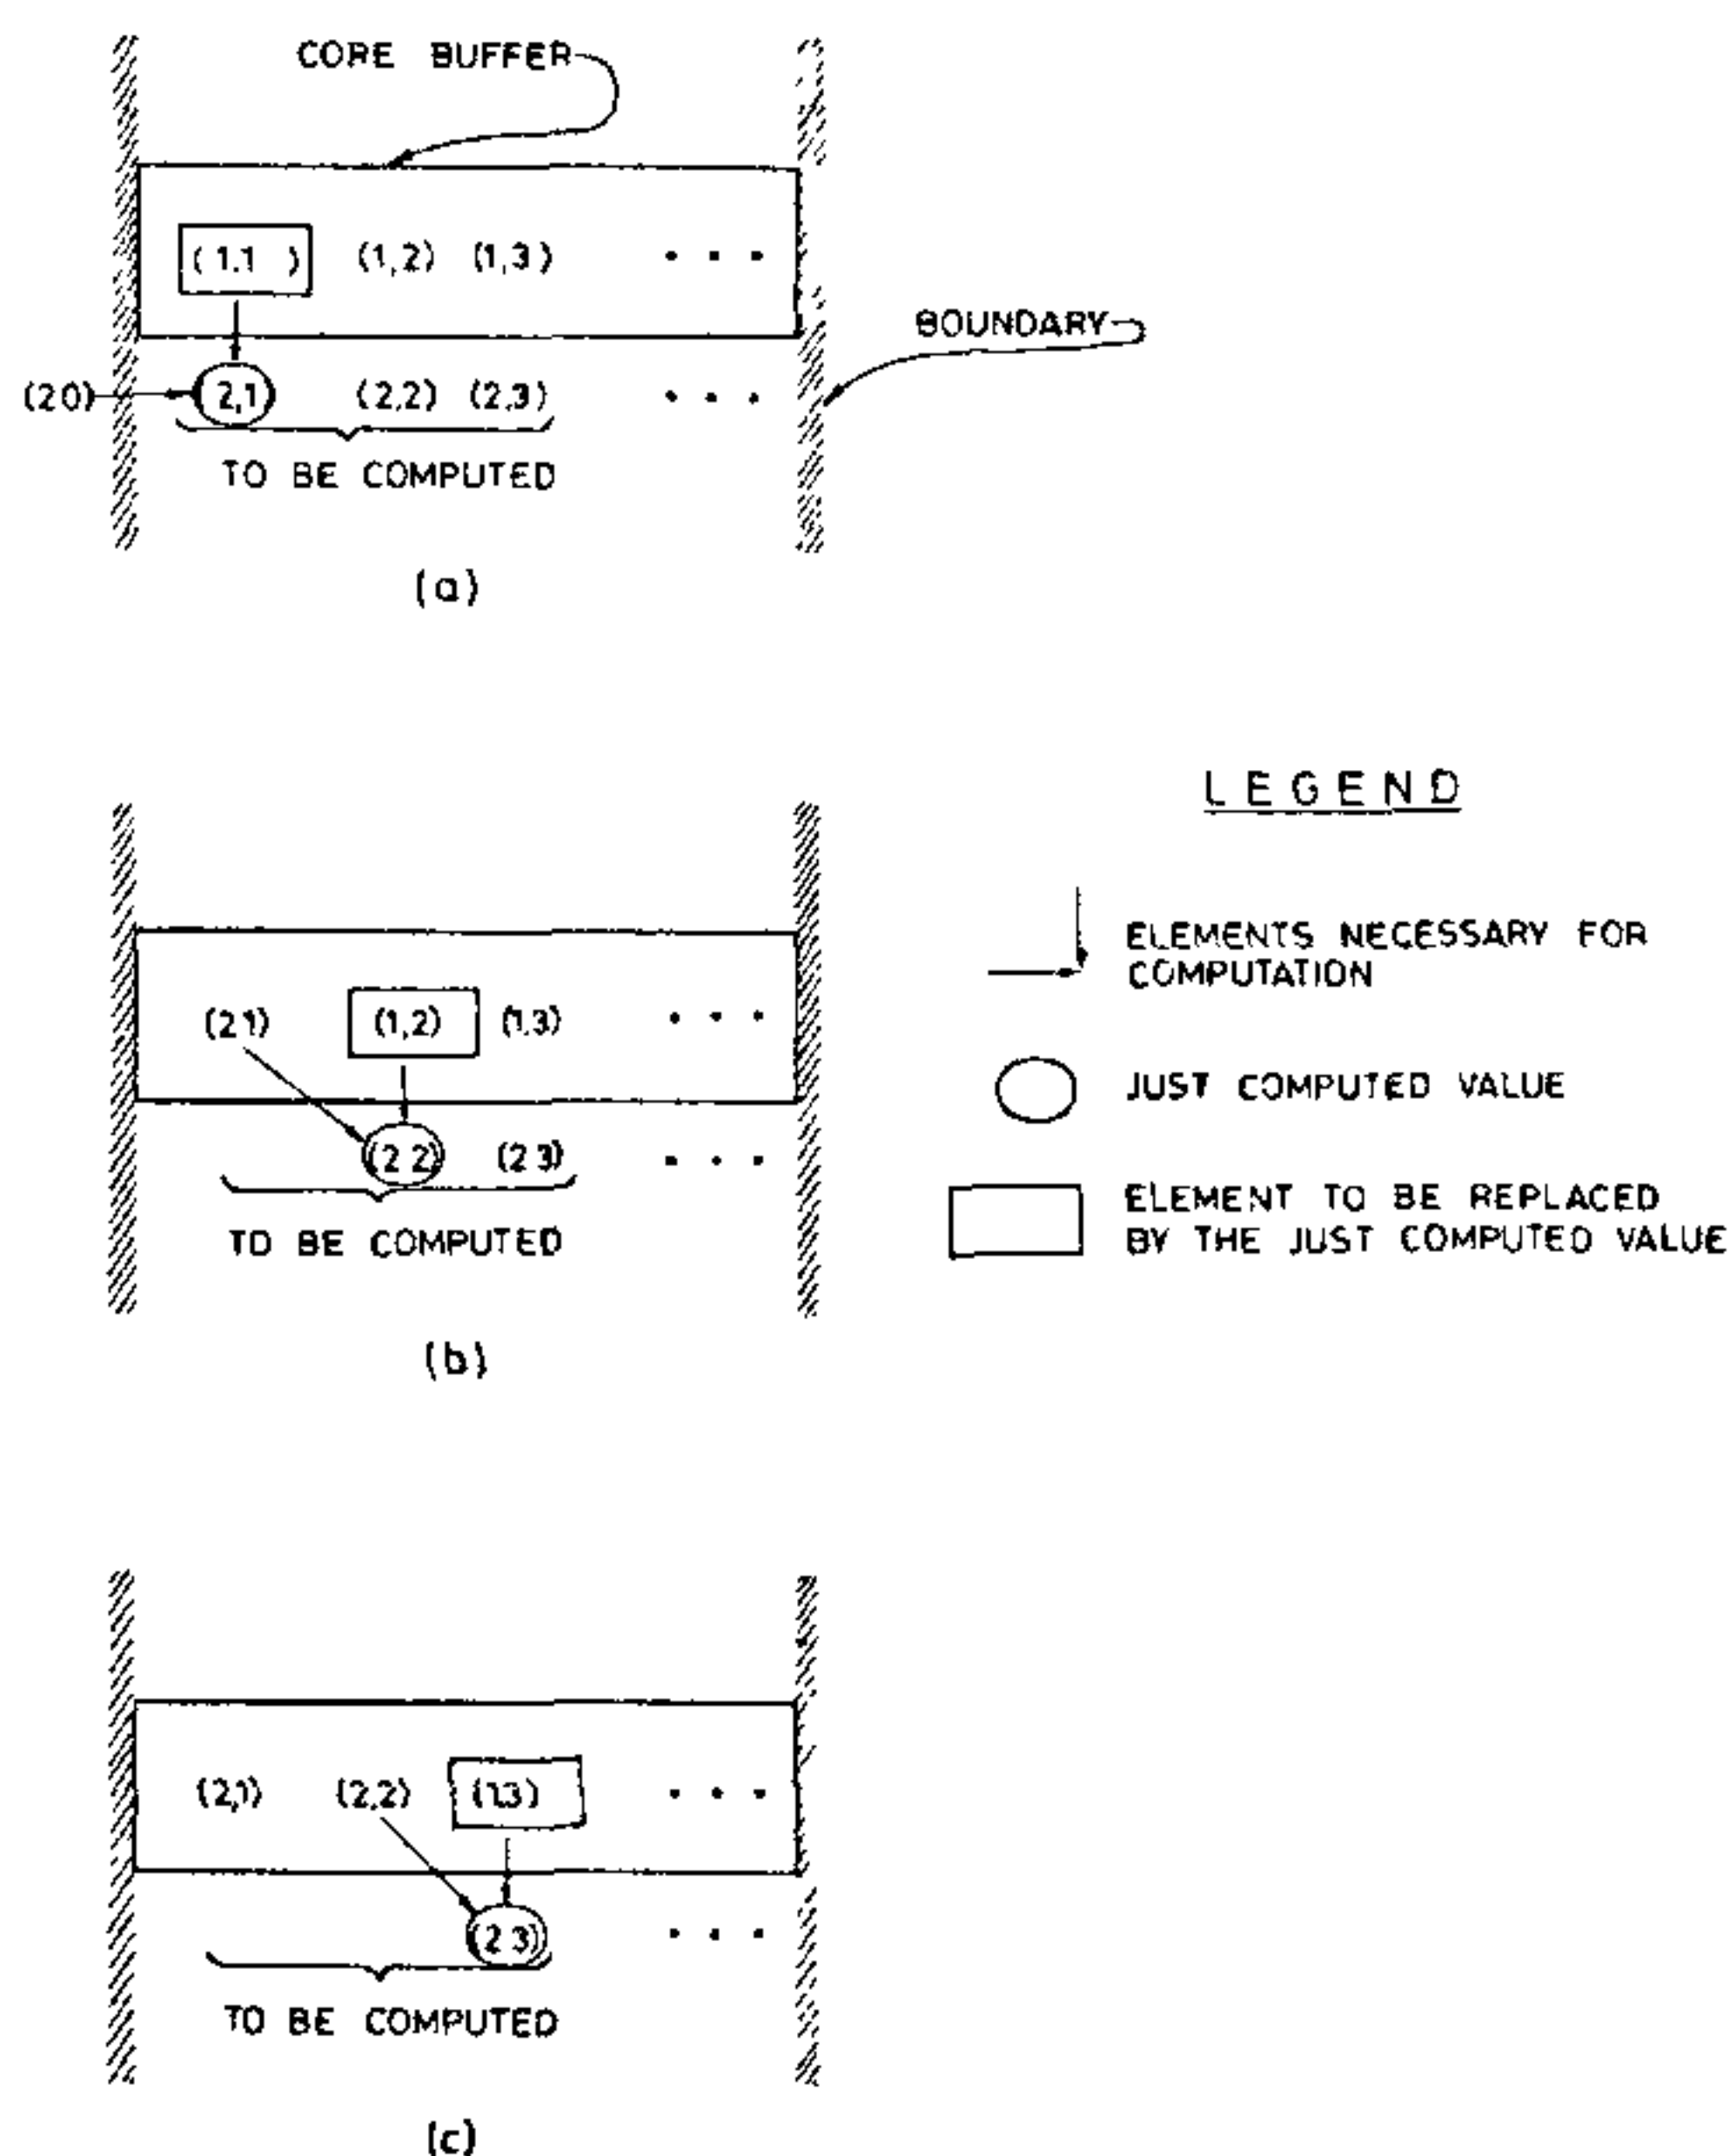 CORE BUFFER
(1,1 ) (1,2) (1,3) • • •
BOUNDARY
(20) (2,1 (2,2) (2,3) • • •
TO BE COMPUTED
(a)
LEGEND
ELEMENTS NECESSARY FOR
COMPUTATION
(2 1) (1,2) (1,3) • • •
JUST COMPUTED VALUE
(2 2) (2 3) • • •
ELEMENT TO BE REPLACED
BY THE JUST COMPUTED VALUE
TO BE COMPUTED
(b)
(2,1) (2,2) (1,3) • • •
(2 3) • • •
TO BE COMPUTED
(c)